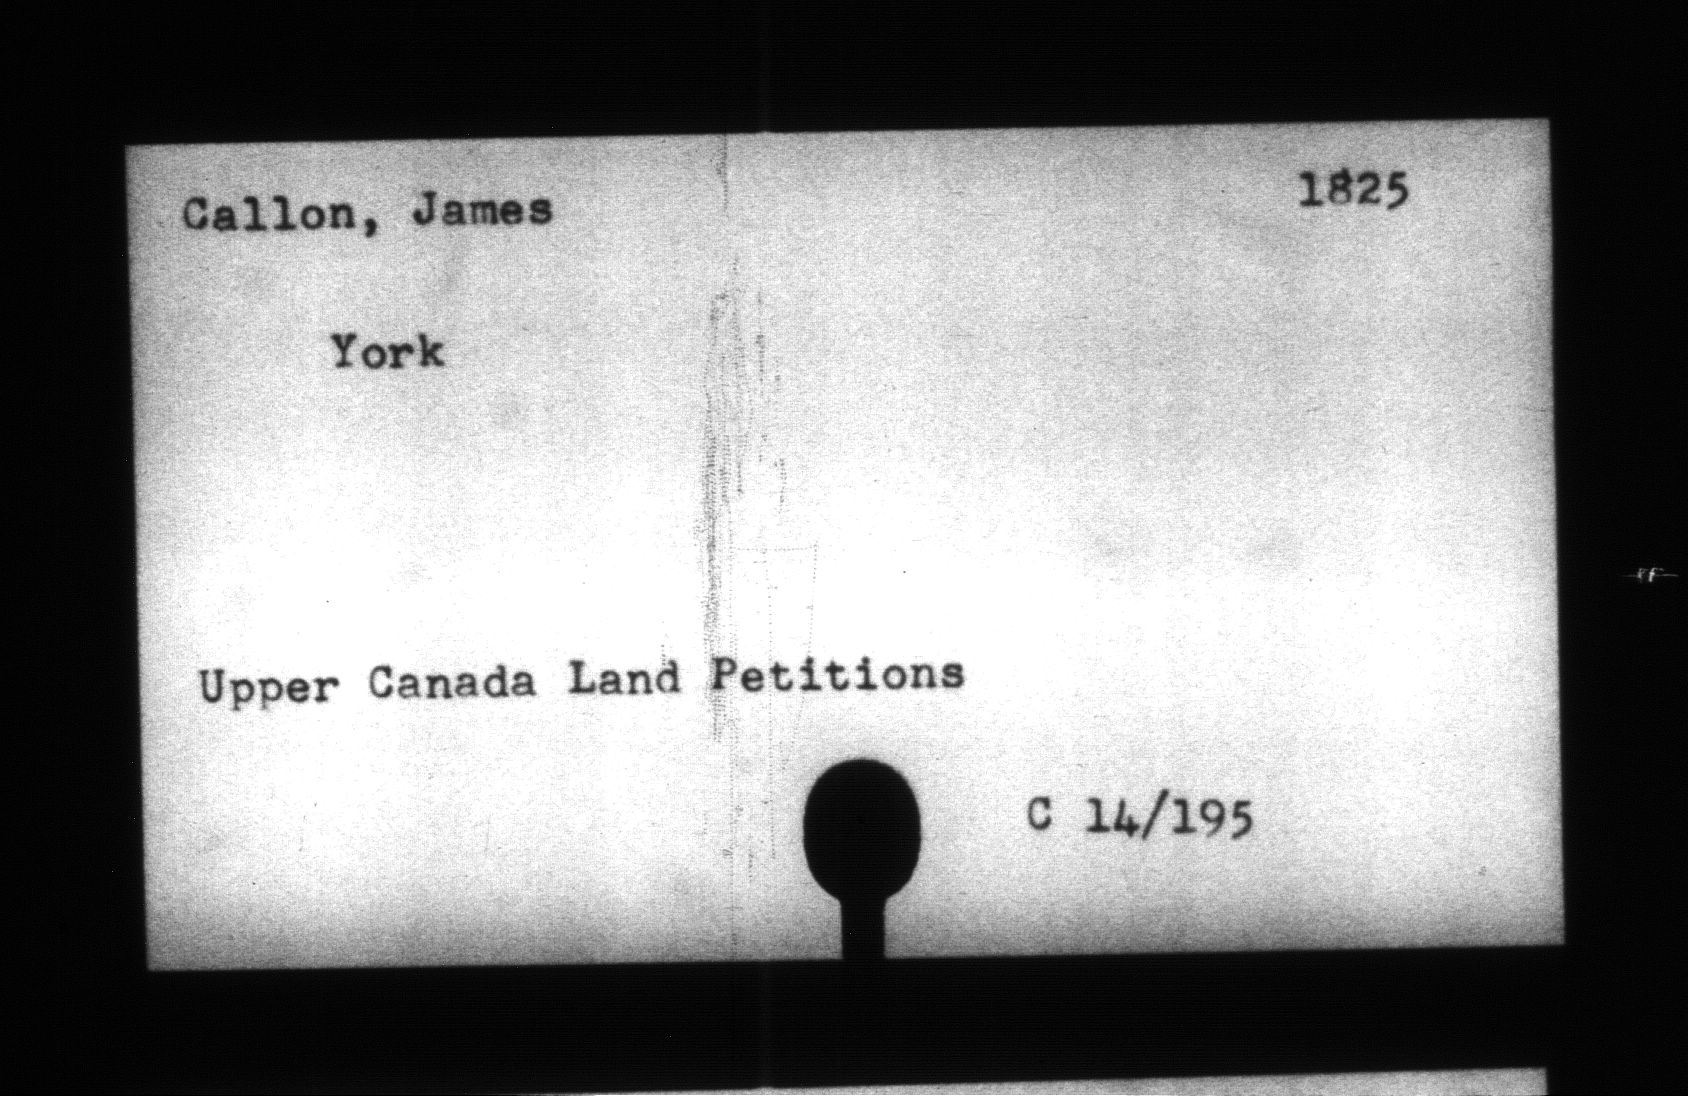 Callon, James 1825
York
Upper Canada Land Petitions
C 14/195